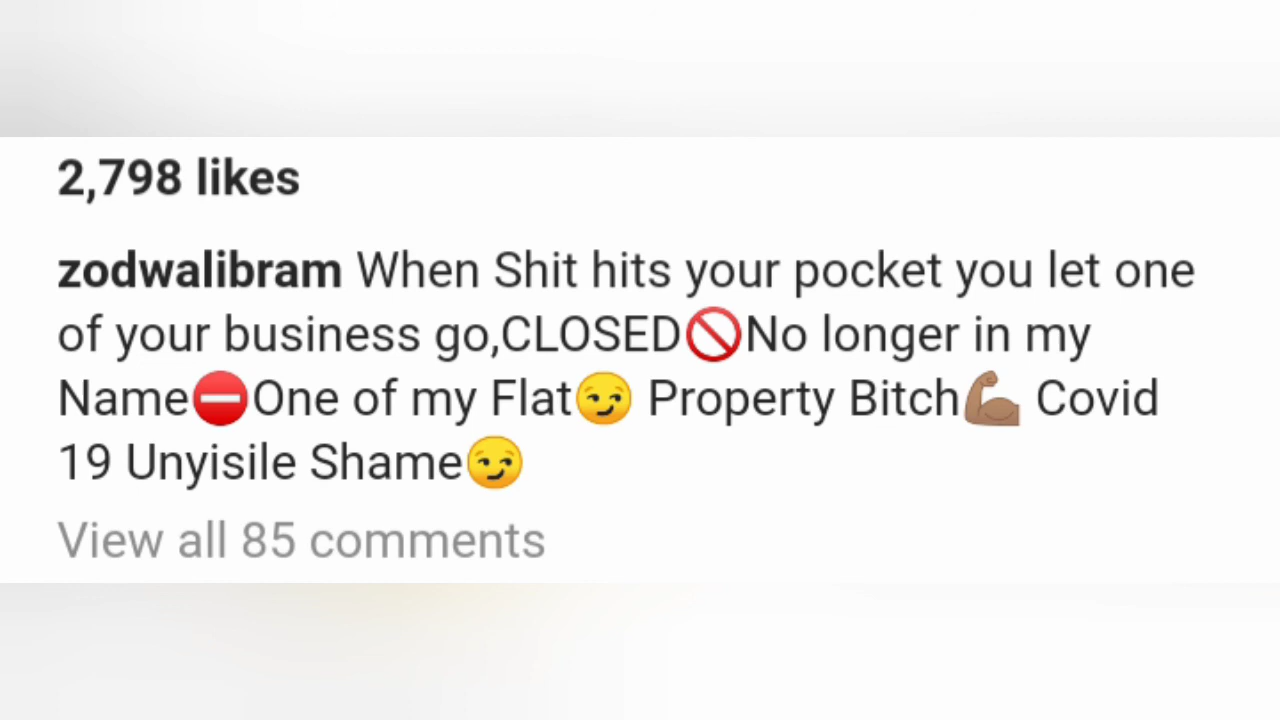 2,798 likes
zodwalibram When Shit hits your pocket you let one
of your business go,CLOSED🚫No longer in my
Name⛔One of my Flat😏 Property Bitch💪🏽 Covid
19 Unyisile Shame😏
View all 85 comments